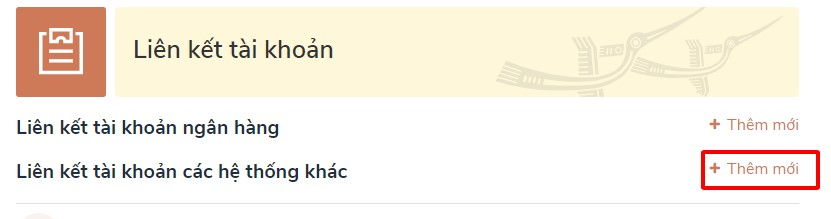 Liên kết tài khoản
Liên kết tài khoản ngân hàng + Thêm mới
Liên kết tài khoản các hệ thống khác + Thêm mới